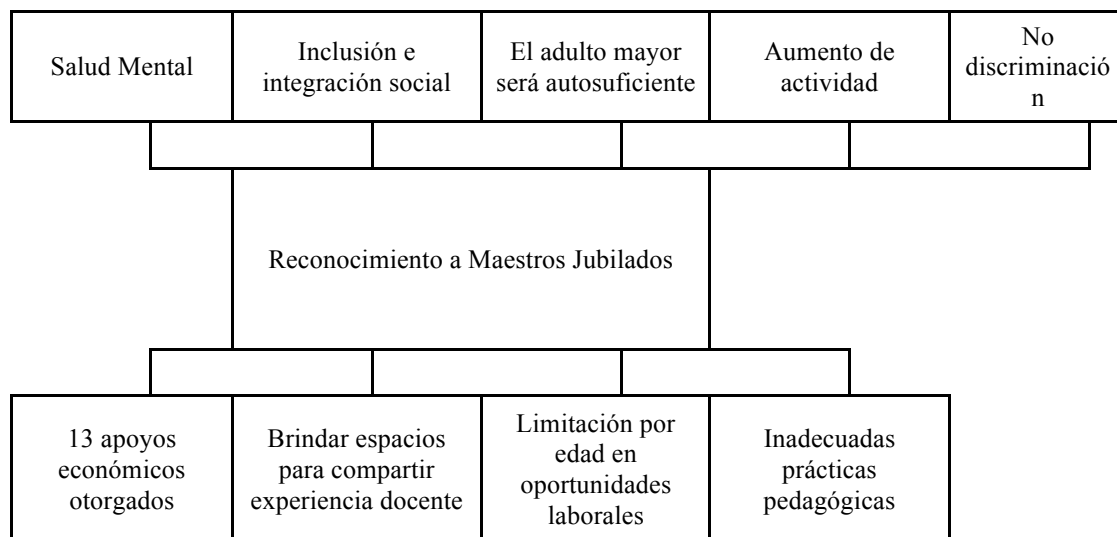 Salud Mental
Inclusión e
integración social
El adulto mayor
será autosuficiente
Aumento de
actividad
No
discriminació
n
Reconocimiento a Maestros Jubilados
13 apoyos
económicos
otorgados
Brindar espacios
para compartir
experiencia docente
Limitación por
edad en
oportunidades
laborales
Inadecuadas
prácticas
pedagógicas